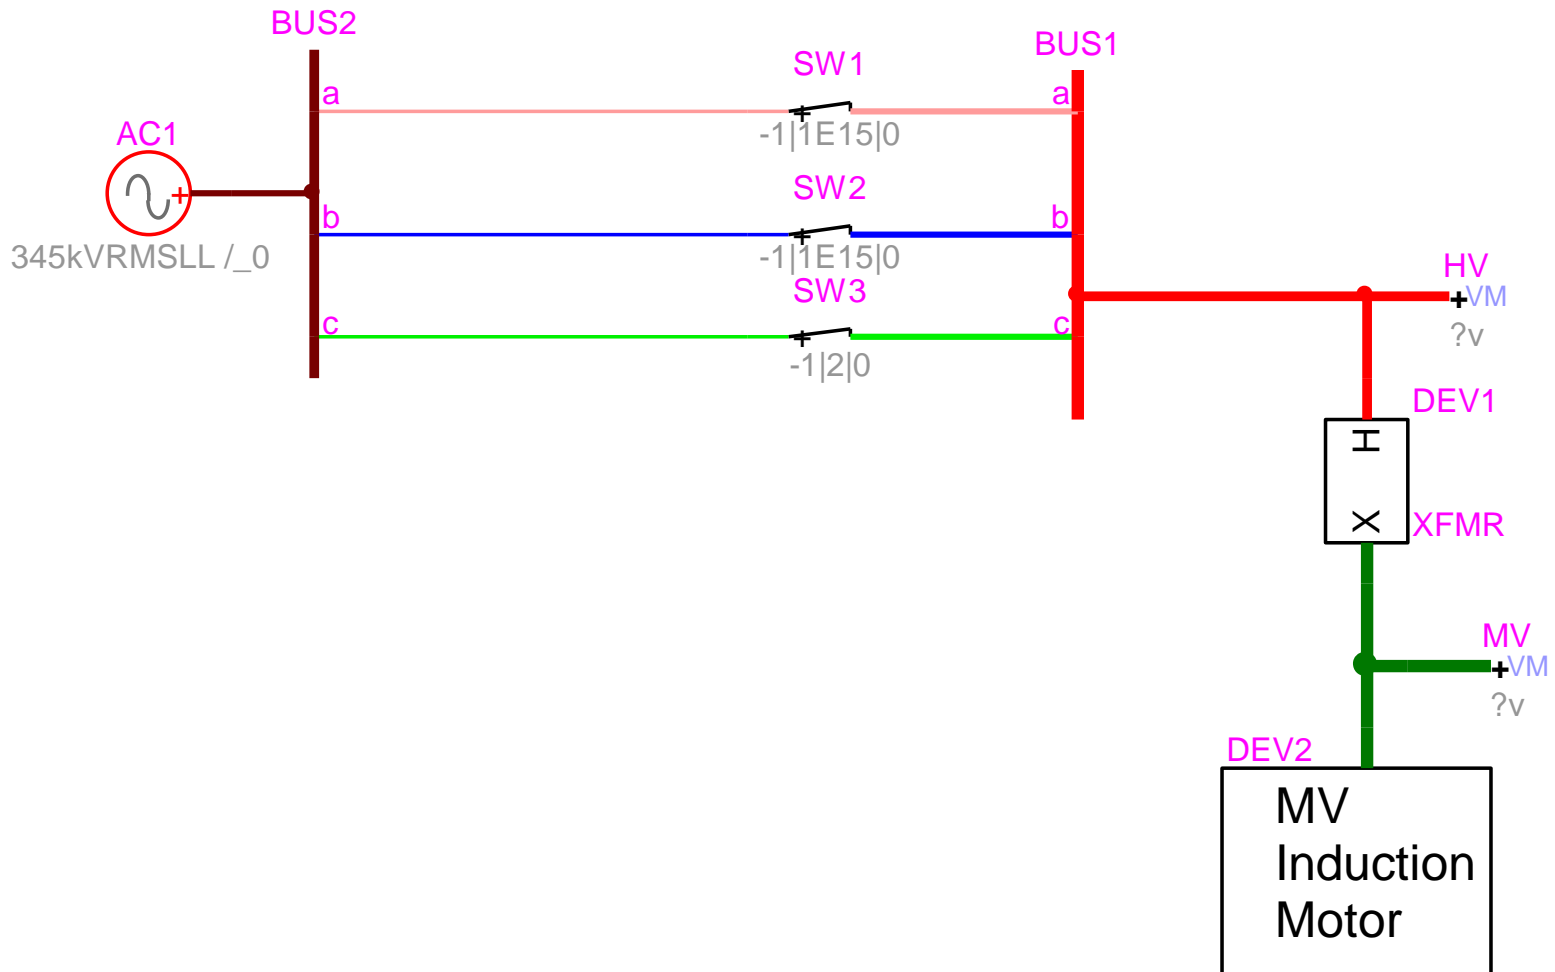 BUS2
BUS1
SW1
a
a
AC1
-1|1E15|0
SW2
+
b
b
345kVRMSLL /_0
-1|1E15|0
HV
SW3
+VM
c
c
?v
-1|2|0
DEV1
H
X
XFMR
MV
+VM
?v
DEV2
MV
Induction
Motor